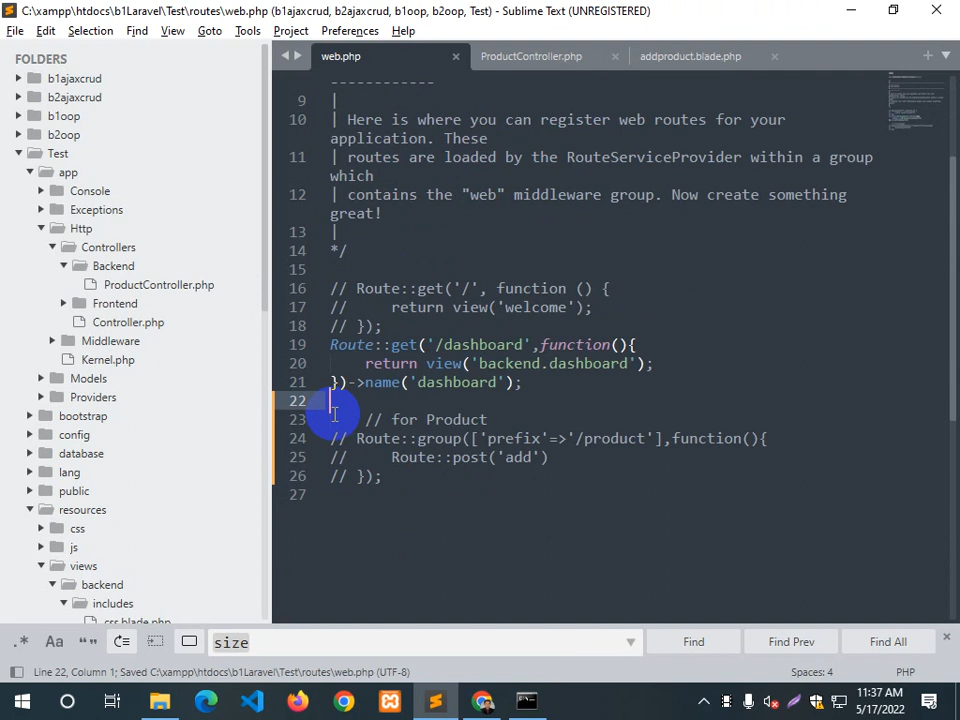 C:\xampp\htdocs\b1Laravel\Test\routes\web.php (b1ajaxcrud, b2ajaxcrud, b1oop, b2oop, Test) - Sublime Text (UNREGISTERED)
File Edit Selection Find View Goto Tools Project Preferences Help
FOLDERS
b1ajaxcrud
b2ajaxcrud
b1oop
b2oop
Test
app
Console
Exceptions
Http
Controllers
Backend
ProductController.php
Frontend
Controller.php
Middleware
Kernel.php
Models
Providers
bootstrap
config
database
lang
public
resources
css
js
views
backend
includes
css.blade.php
web.php ProductController.php addproduct.blade.php
------------
9 |
10 | Here is where you can register web routes for your
application. These
11 | routes are loaded by the RouteServiceProvider within a group
which
12 | contains the "web" middleware group. Now create something
great!
13 |
14 */
15
16 // Route::get('/', function () {
17 //     return view('welcome');
18 // });
19 Route::get('/dashboard',function(){
20     return view('backend.dashboard');
21 })->name('dashboard');
22
23     // for Product
24 // Route::group(['prefix'=>'/product'],function(){
25 //     Route::post('add')
26 // });
27
.* Aa “” size Find Find Prev Find All
Line 22, Column 1; Saved C:\xampp\htdocs\b1Laravel\Test\routes\web.php (UTF-8) Spaces: 4 PHP
11:37 AM
5/17/2022